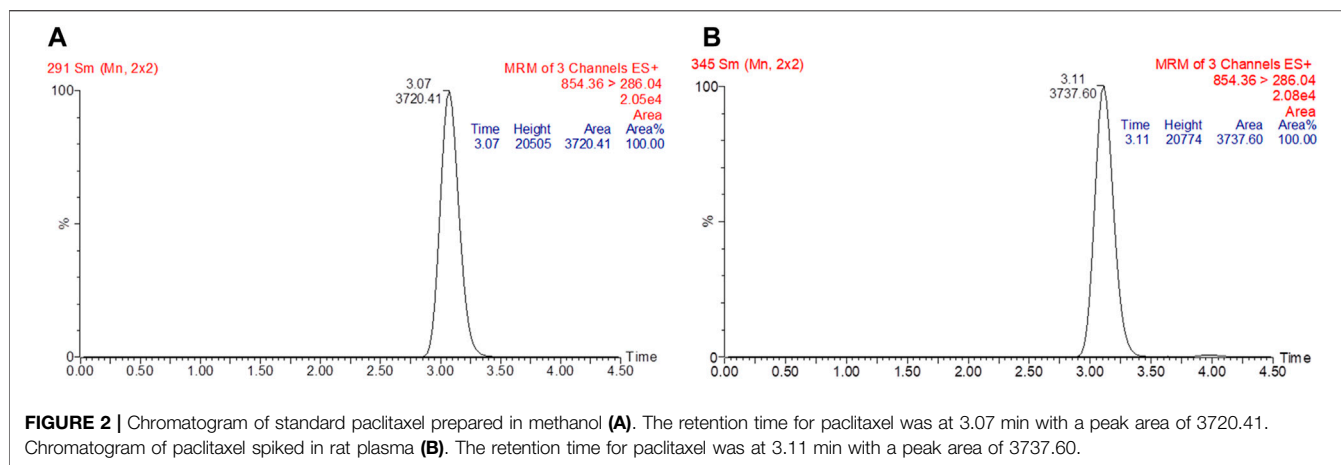 A
291 Sm (Mn, 2x2)
MRM of 3 Channels ES+
854.36 > 286.04
2.05e4
Area
3.07
3720.41
Time Height Area Area%
3.07 20505 3720.41 100.00
100
%
0
0.00 0.50 1.00 1.50 2.00 2.50 3.00 3.50 4.00 4.50
Time
B
345 Sm (Mn, 2x2)
MRM of 3 Channels ES+
854.36 > 286.04
2.08e4
Area
3.11
3737.60
Time Height Area Area%
3.11 20774 3737.60 100.00
100
%
0
0.00 0.50 1.00 1.50 2.00 2.50 3.00 3.50 4.00 4.50
Time
FIGURE 2 | Chromatogram of standard paclitaxel prepared in methanol (A). The retention time for paclitaxel was at 3.07 min with a peak area of 3720.41.
Chromatogram of paclitaxel spiked in rat plasma (B). The retention time for paclitaxel was at 3.11 min with a peak area of 3737.60.